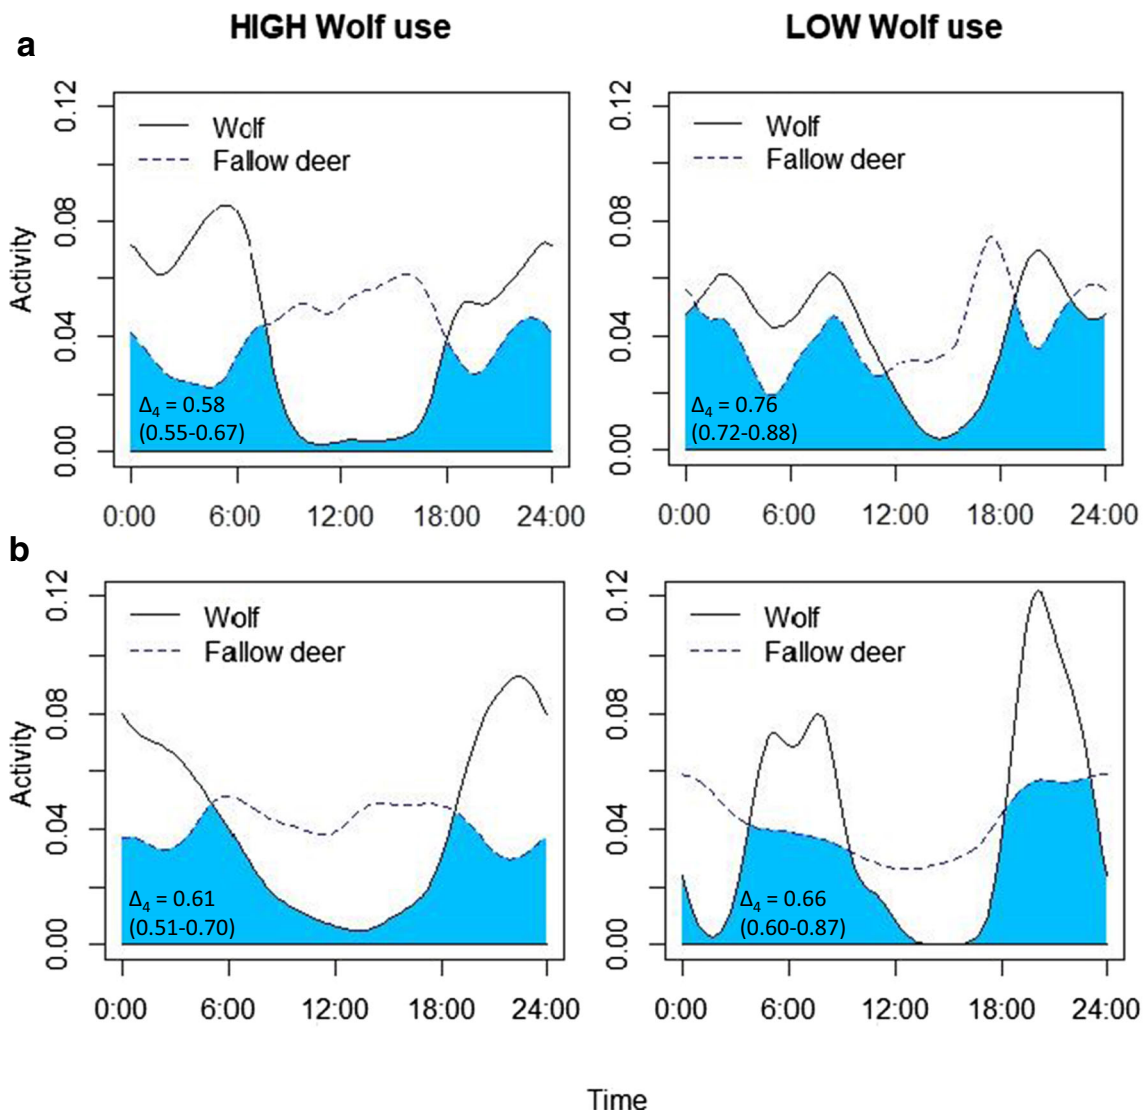 HIGH Wolf use
LOW Wolf use
a
Activity
0.12
0.08
0.04
0.00
Wolf
Fallow deer
Δ4 = 0.58
(0.55-0.67)
0:00 6:00 12:00 18:00 24:00
0.12
0.08
0.04
0.00
Wolf
Fallow deer
Δ4 = 0.76
(0.72-0.88)
0:00 6:00 12:00 18:00 24:00
b
Activity
0.12
0.08
0.04
0.00
Wolf
Fallow deer
Δ4 = 0.61
(0.51-0.70)
0:00 6:00 12:00 18:00 24:00
0.12
0.08
0.04
0.00
Wolf
Fallow deer
Δ4 = 0.66
(0.60-0.87)
0:00 6:00 12:00 18:00 24:00
Time